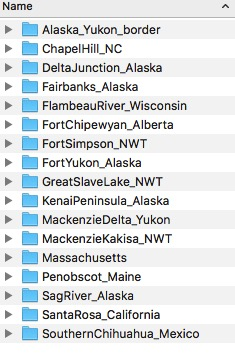 Name
Alaska_Yukon_border
ChapelHill_NC
DeltaJunction_Alaska
Fairbanks_Alaska
FlambeauRiver_Wisconsin
FortChipewyan_Alberta
FortSimpson_NWT
FortYukon_Alaska
GreatSlaveLake_NWT
KenaiPeninsula_Alaska
MackenzieDelta_Yukon
MackenzieKakisa_NWT
Massachusetts
Penobscot_Maine
SagRiver_Alaska
SantaRosa_California
SouthernChihuahua_Mexico